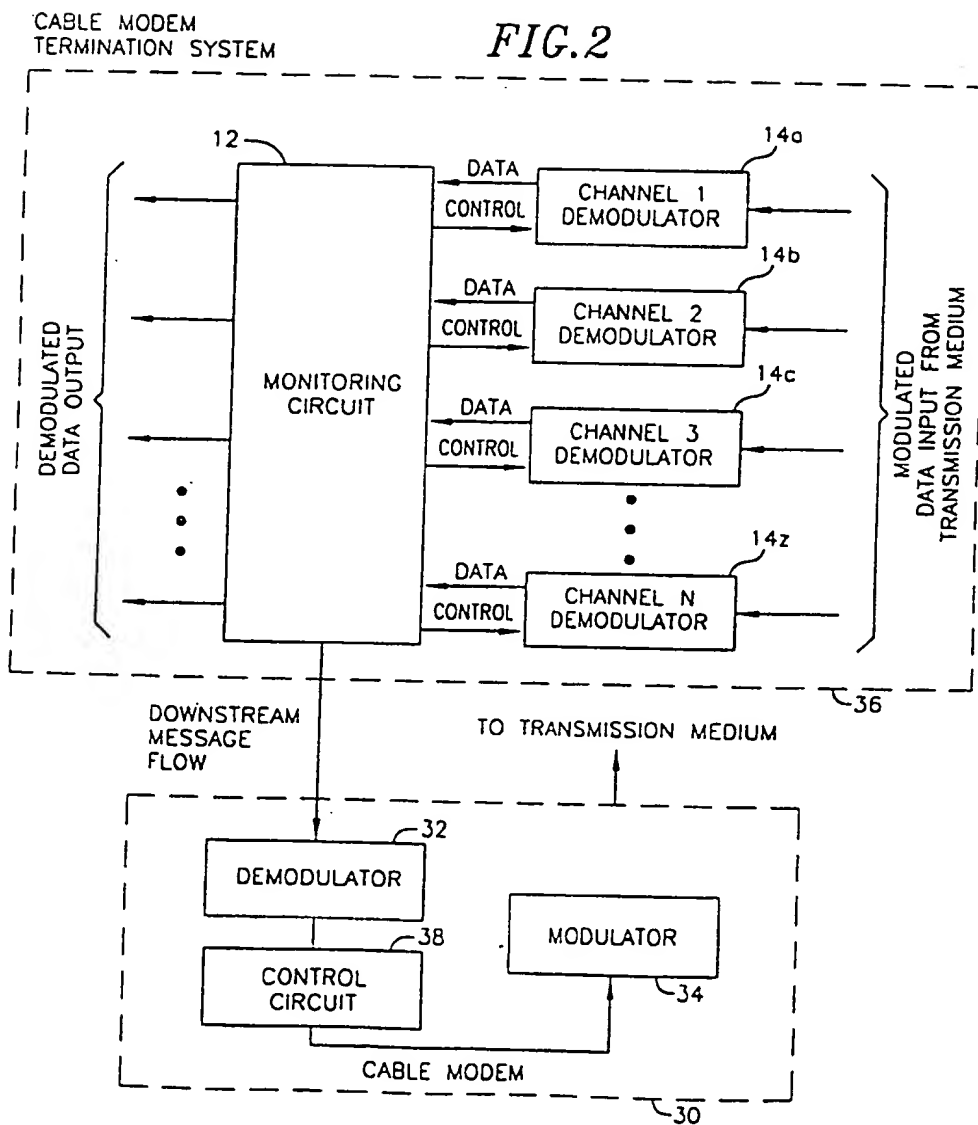 CABLE MODEM
TERMINATION SYSTEM
FIG.2
12
14a
DATA
CONTROL
CHANNEL 1
DEMODULATOR
14b
DATA
CONTROL
CHANNEL 2
DEMODULATOR
DEMODULATED
DATA OUTPUT
MONITORING
CIRCUIT
14c
DATA
CONTROL
CHANNEL 3
DEMODULATOR
MODULATED
DATA INPUT FROM
TRANSMISSION MEDIUM
14z
DATA
CONTROL
CHANNEL N
DEMODULATOR
36
DOWNSTREAM
MESSAGE
FLOW
TO TRANSMISSION MEDIUM
32
DEMODULATOR
38
CONTROL
CIRCUIT
MODULATOR
34
CABLE MODEM
30